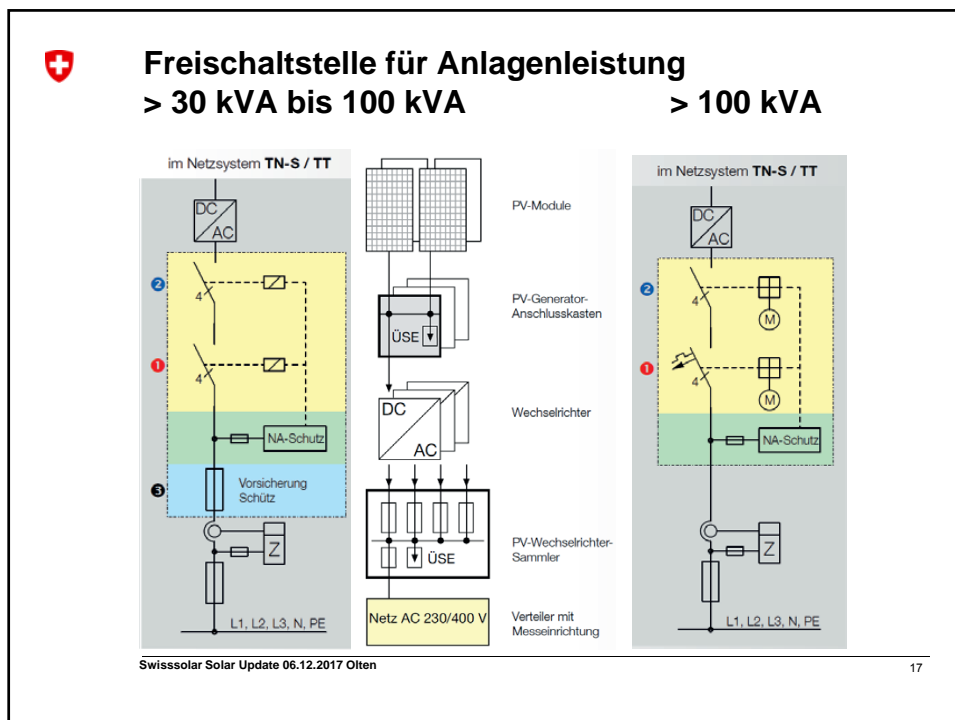 Freischaltstelle für Anlagenleistung
> 30 kVA bis 100 kVA > 100 kVA
im Netzsystem TN-S / TT
DC
AC
2
4
1
4
NA-Schutz
3
Vorsicherung
Schütz
Z
L1, L2, L3, N, PE
PV-Module
PV-Generator-
Anschlusskasten
ÜSE
DC
AC
Wechselrichter
ÜSE
PV-Wechselrichter-
Sammler
Netz AC 230/400 V
Verteiler mit
Messeinrichtung
im Netzsystem TN-S / TT
DC
AC
2
4
M
1
4
M
NA-Schutz
Z
L1, L2, L3, N, PE
Swisssolar Solar Update 06.12.2017 Olten
17